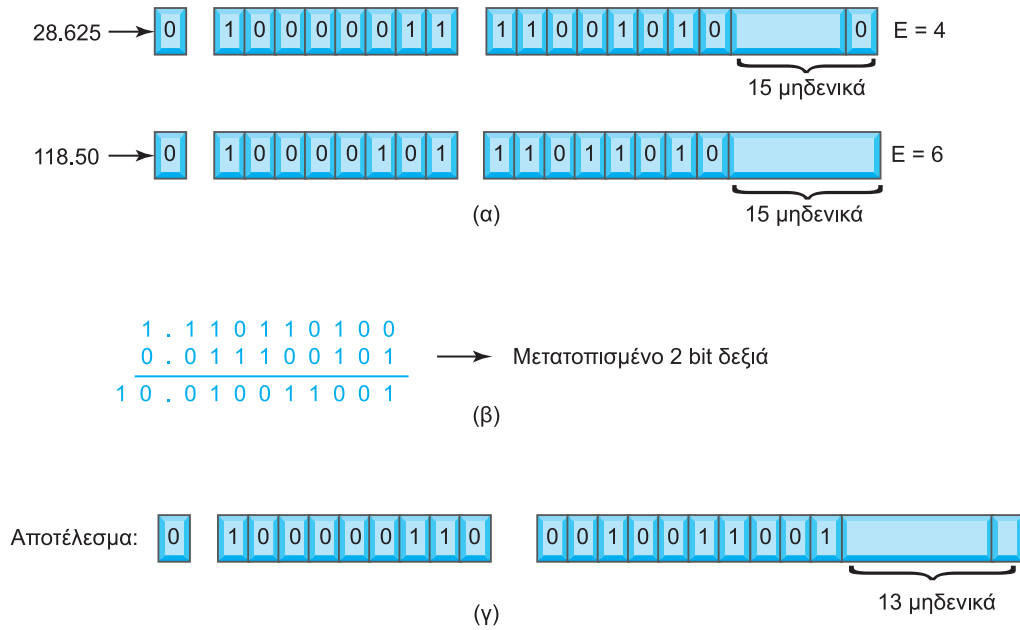 28.625 0 1 0 0 0 0 0 1 1 1 1 0 0 1 0 1 0 0 E = 4
15 μηδενικά
118.50 0 1 0 0 0 0 1 0 1 1 1 0 1 1 0 1 0 E = 6
(α) 15 μηδενικά
1 . 1 1 0 1 1 0 1 0 0
0 . 0 1 1 1 0 0 1 0 1 Μετατοπισμένο 2 bit δεξιά
1 0 . 0 1 0 0 1 1 0 0 1
(β)
Αποτέλεσμα: 0 1 0 0 0 0 0 1 1 0 0 0 1 0 0 1 1 0 0 1
13 μηδενικά
(γ)